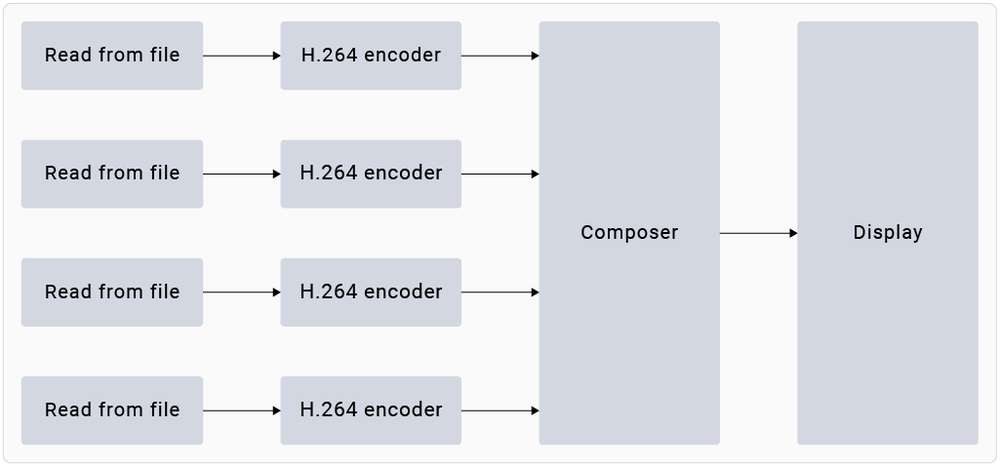 Read from file
H.264 encoder
Read from file
H.264 encoder
Composer
Display
Read from file
H.264 encoder
Read from file
H.264 encoder